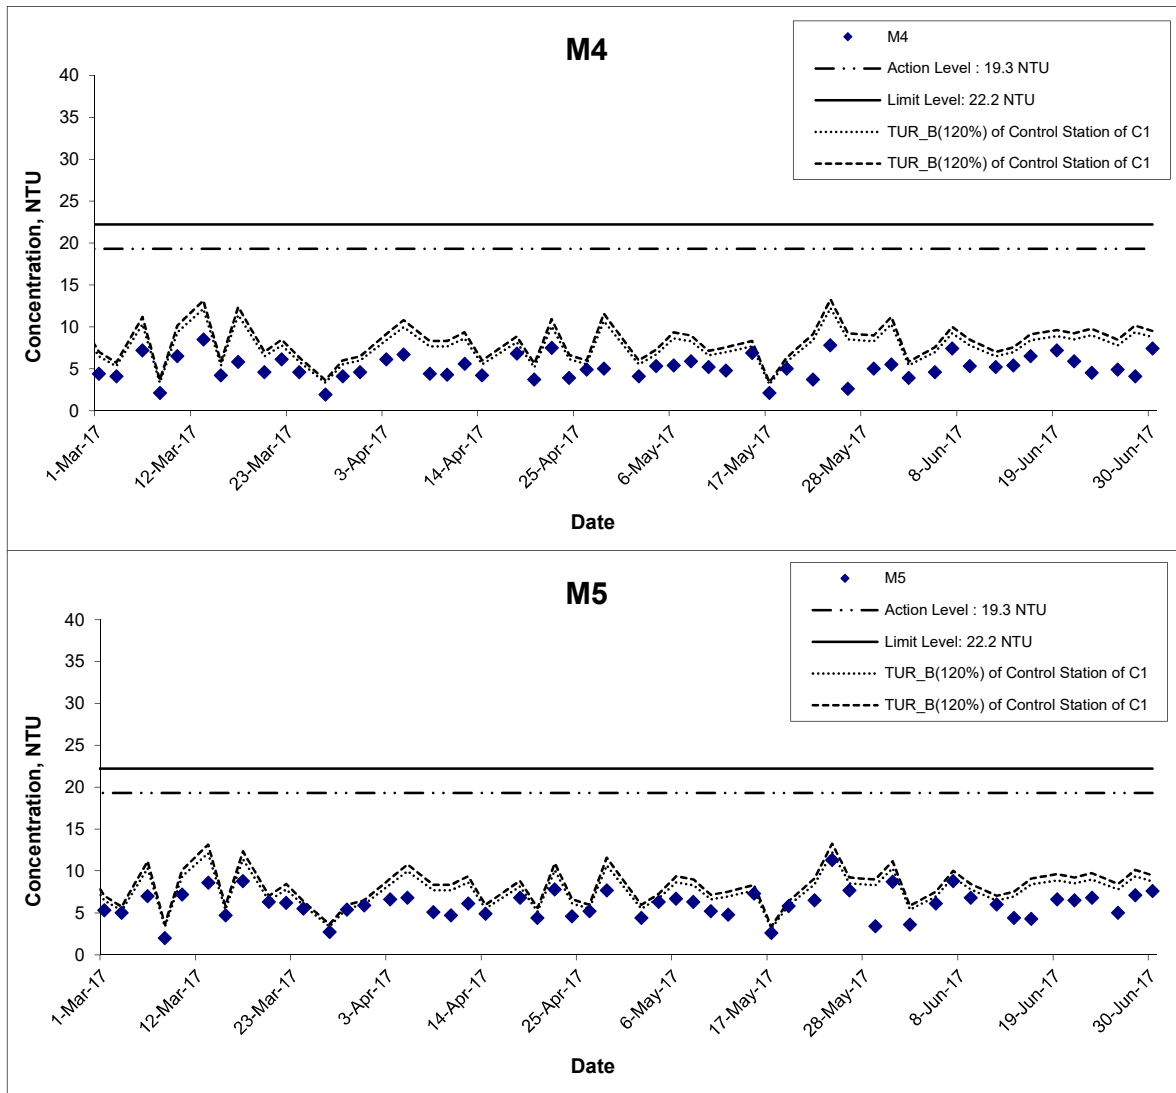 M4
M4
Action Level : 19.3 NTU
Limit Level: 22.2 NTU
TUR_B(120%) of Control Station of C1
TUR_B(120%) of Control Station of C1
Concentration, NTU
40
35
30
25
20
15
10
5
0
1-Mar-17
12-Mar-17
23-Mar-17
3-Apr-17
14-Apr-17
25-Apr-17
6-May-17
17-May-17
28-May-17
8-Jun-17
19-Jun-17
30-Jun-17
Date
M5
M5
Action Level : 19.3 NTU
Limit Level: 22.2 NTU
TUR_B(120%) of Control Station of C1
TUR_B(120%) of Control Station of C1
Concentration, NTU
40
35
30
25
20
15
10
5
0
1-Mar-17
12-Mar-17
23-Mar-17
3-Apr-17
14-Apr-17
25-Apr-17
6-May-17
17-May-17
28-May-17
8-Jun-17
19-Jun-17
30-Jun-17
Date